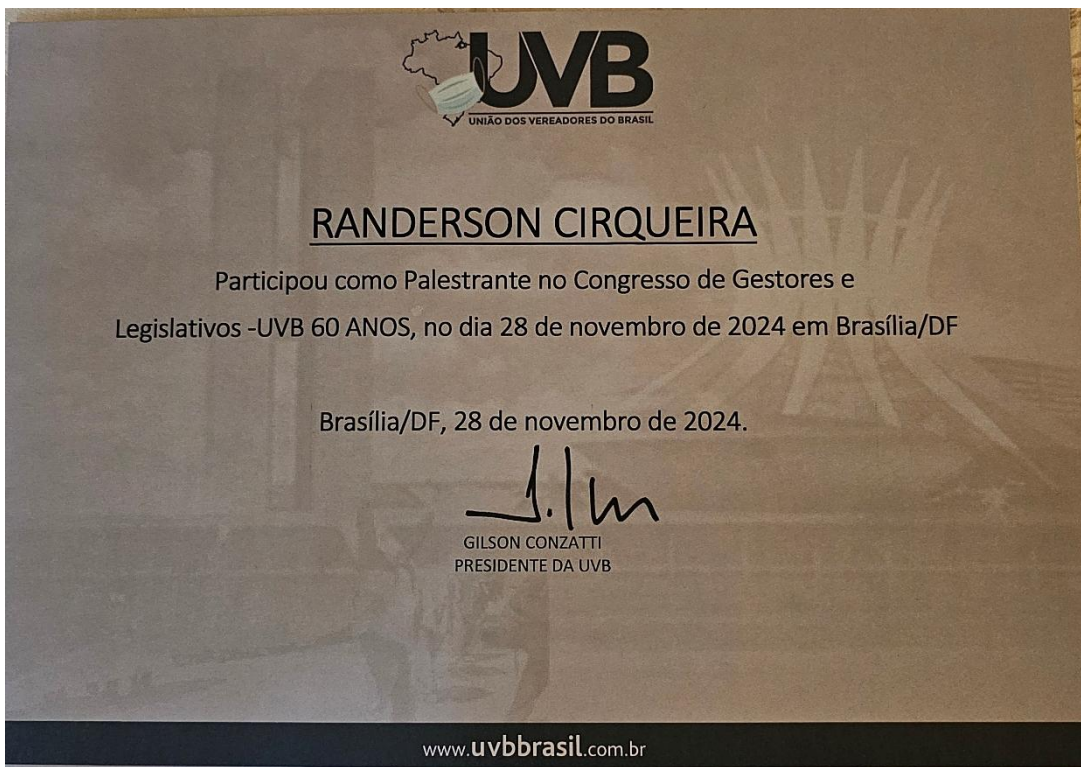 UVB
UNIÃO DOS VEREADORES DO BRASIL
RANDERSON CIRQUEIRA
Participou como Palestrante no Congresso de Gestores e
Legislativos -UVB 60 ANOS, no dia 28 de novembro de 2024 em Brasília/DF
Brasília/DF, 28 de novembro de 2024.
GILSON CONZATTI
PRESIDENTE DA UVB
www.uvbbrasil.com.br